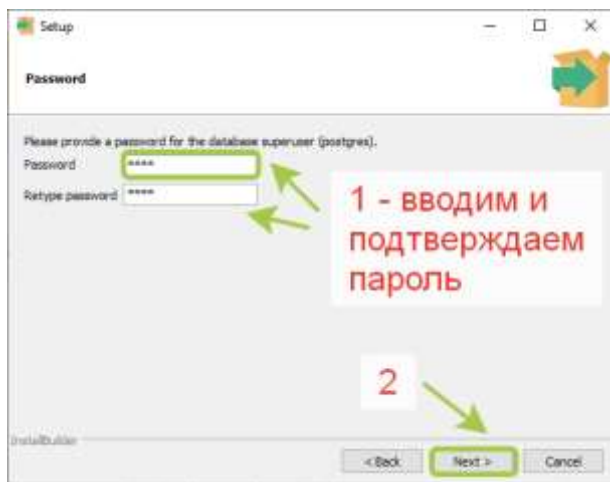 Setup
Password
Please provide a password for the database superuser (postgres).
Password ****
Retype password ****
1 - вводим и
подтверждаем
пароль
2
InstallBuilder
< Back Next > Cancel